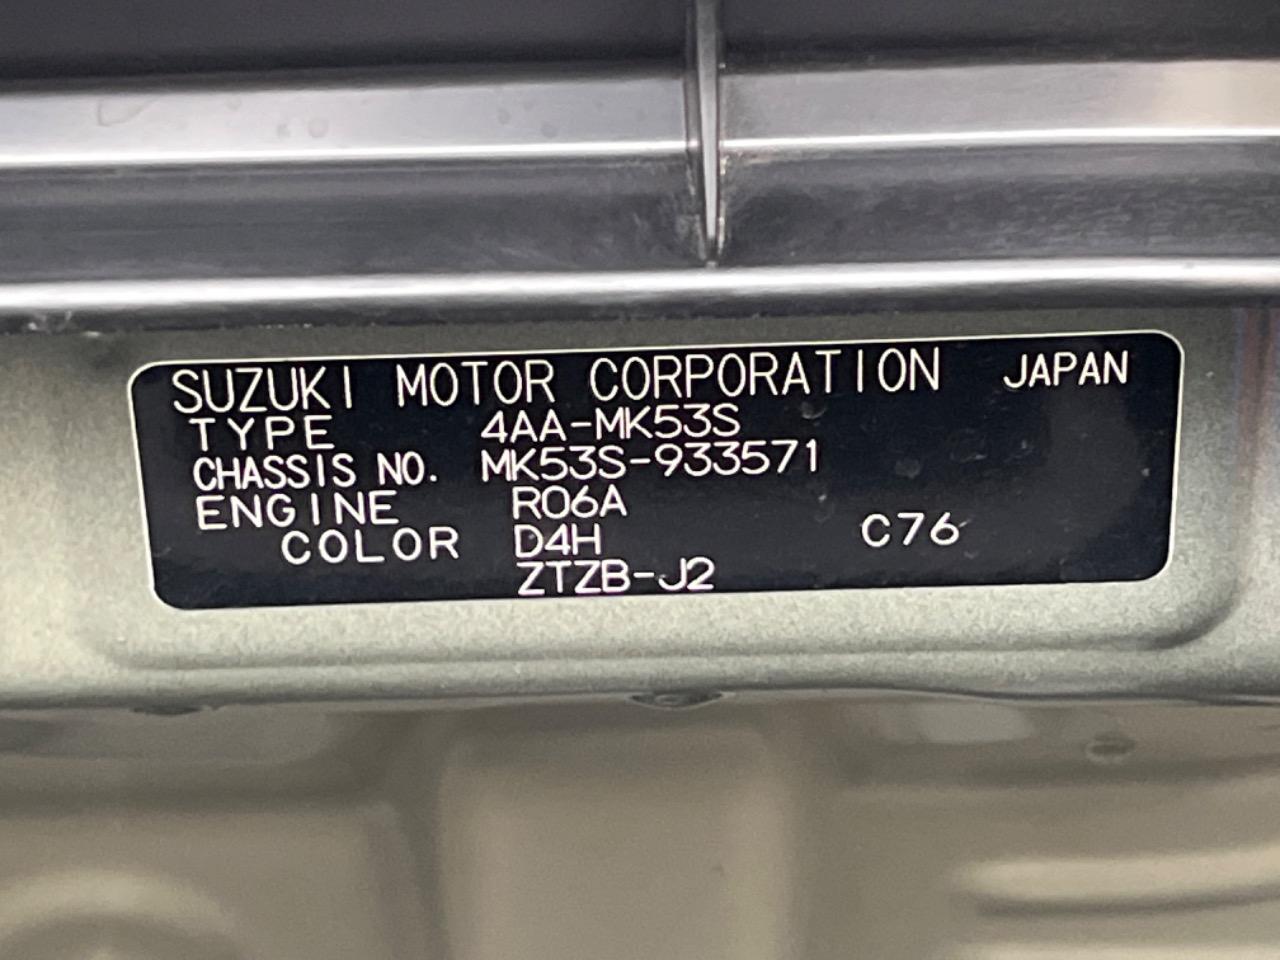 SUZUKI MOTOR CORPORATION JAPAN
TYPE 4AA-MK53S
CHASSIS NO. MK53S-933571
ENGINE R06A
COLOR D4H C76
ZTZB-J2